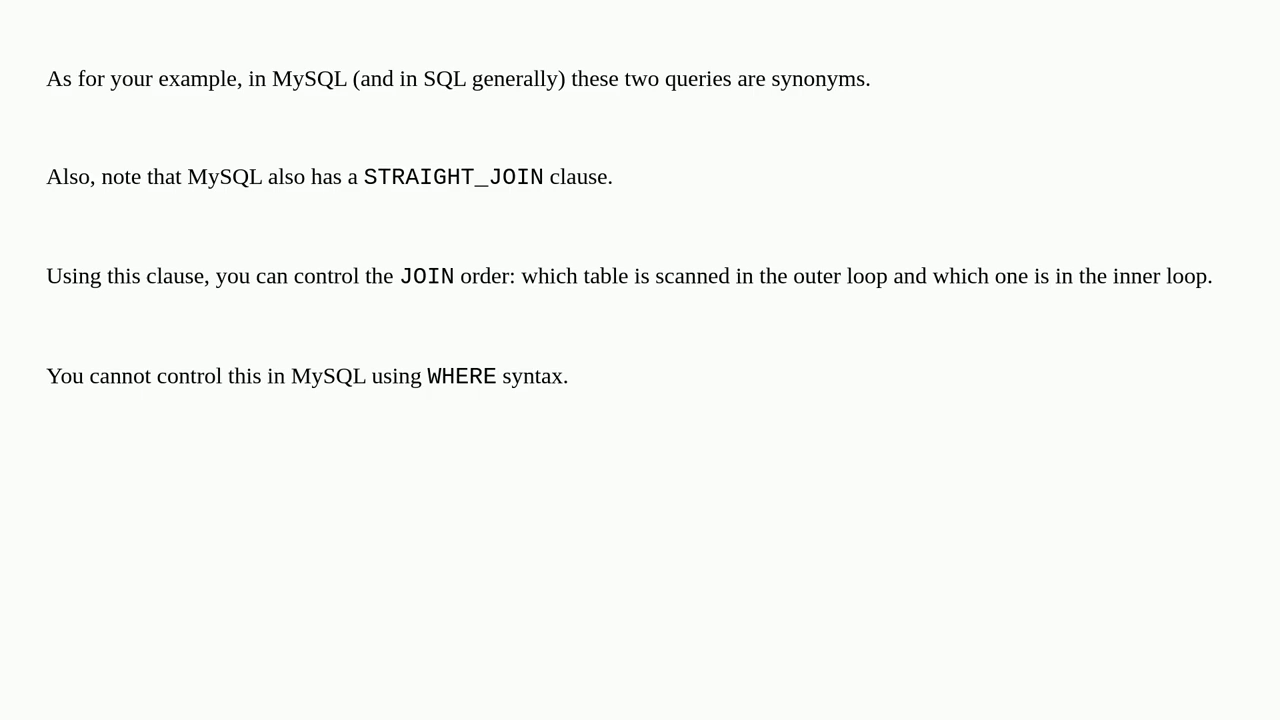 As for your example, in MySQL (and in SQL generally) these two queries are synonyms.
Also, note that MySQL also has a STRAIGHT_JOIN clause.
Using this clause, you can control the JOIN order: which table is scanned in the outer loop and which one is in the inner loop.
You cannot control this in MySQL using WHERE syntax.